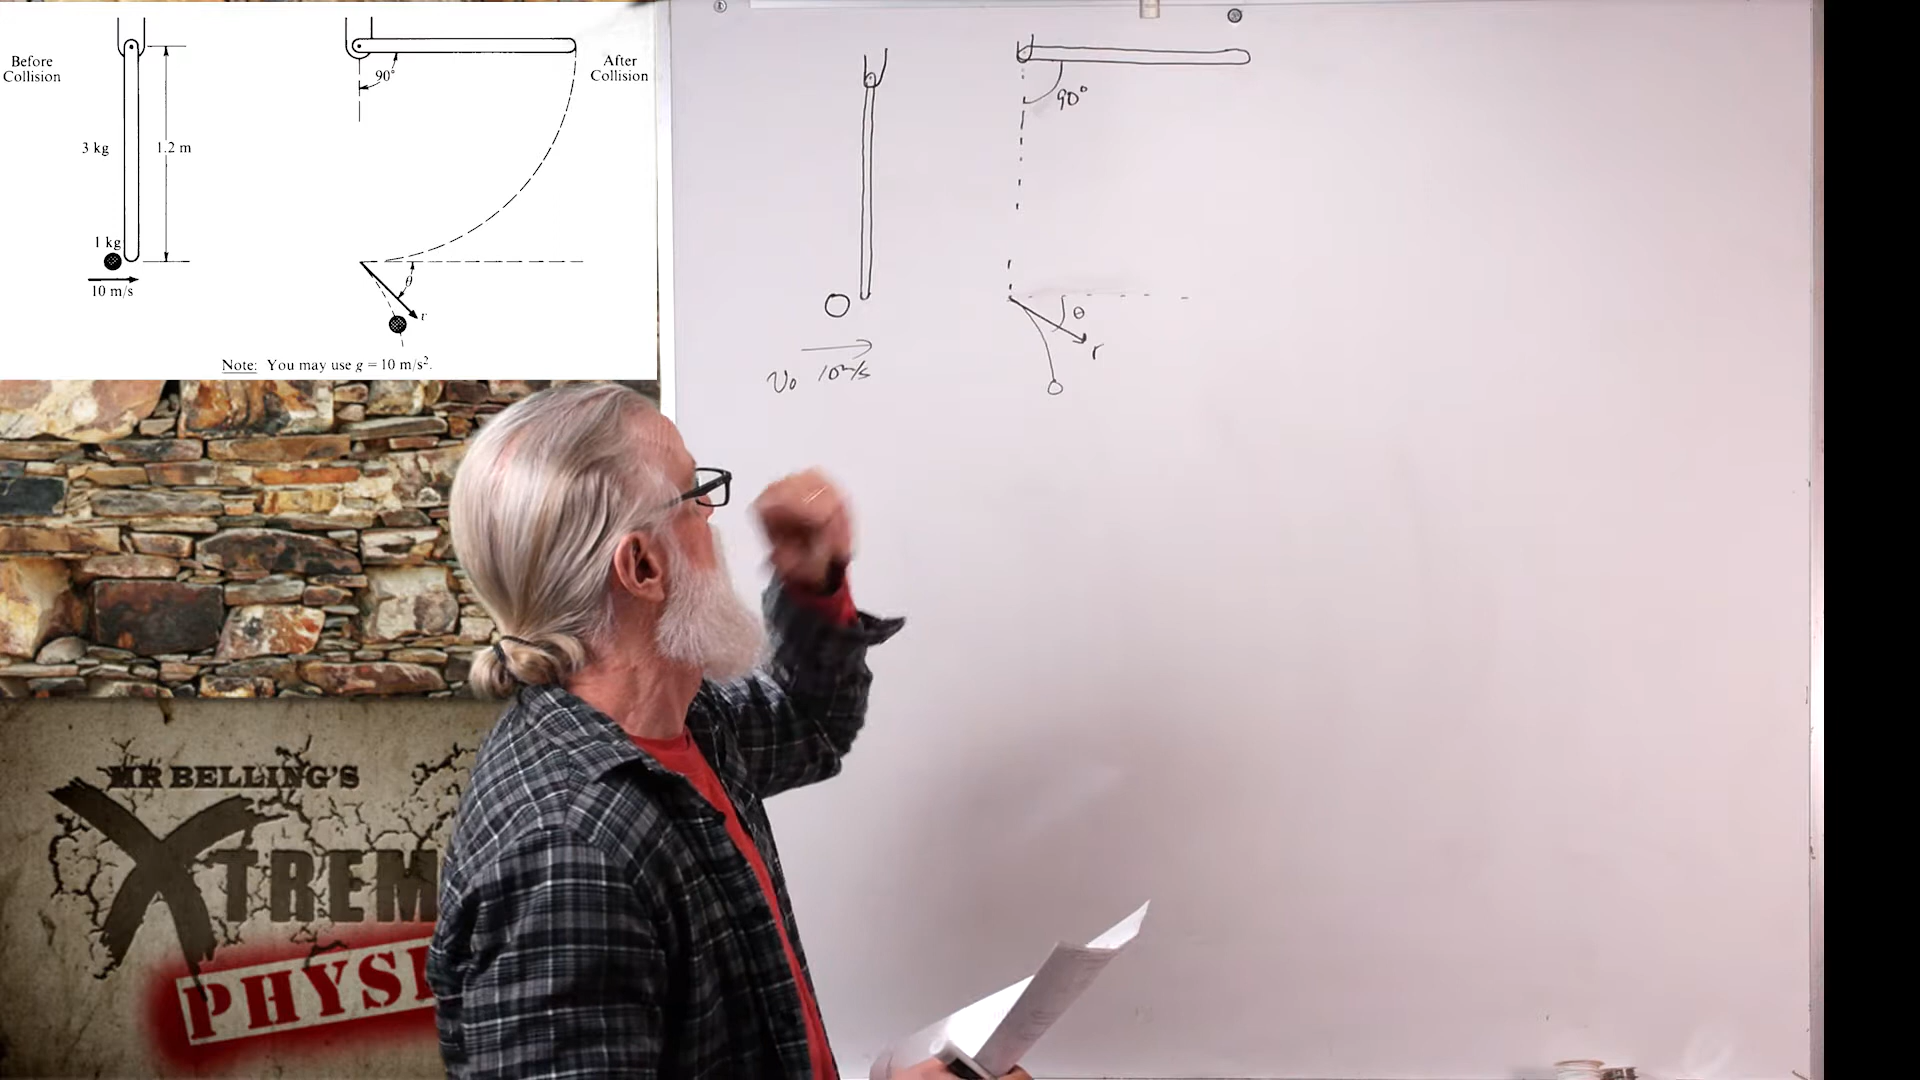 Before
Collision
3 kg
1.2 m
1 kg
10 m/s
90°
After
Collision
θ
v
Note: You may use g = 10 m/s².
90°
θ
r
v₀ 10 m/s
MR BELLING'S
XTREM
PHYSI